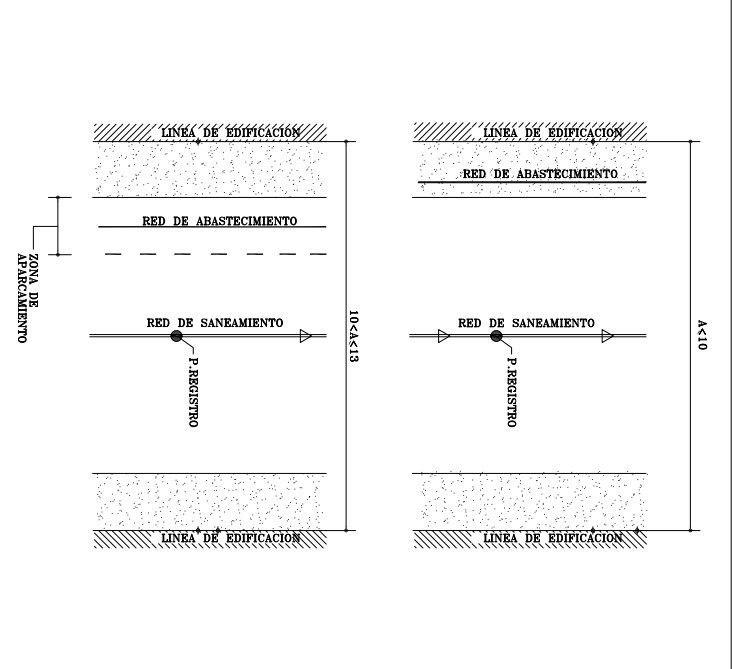 LINEA DE EDIFICACION
RED DE ABASTECIMIENTO
ZONA DE
APARCAMIENTO
RED DE SANEAMIENTO
P.REGISTRO
10<A<13
LINEA DE EDIFICACION
LINEA DE EDIFICACION
RED DE ABASTECIMIENTO
RED DE SANEAMIENTO
P.REGISTRO
A<10
LINEA DE EDIFICACION